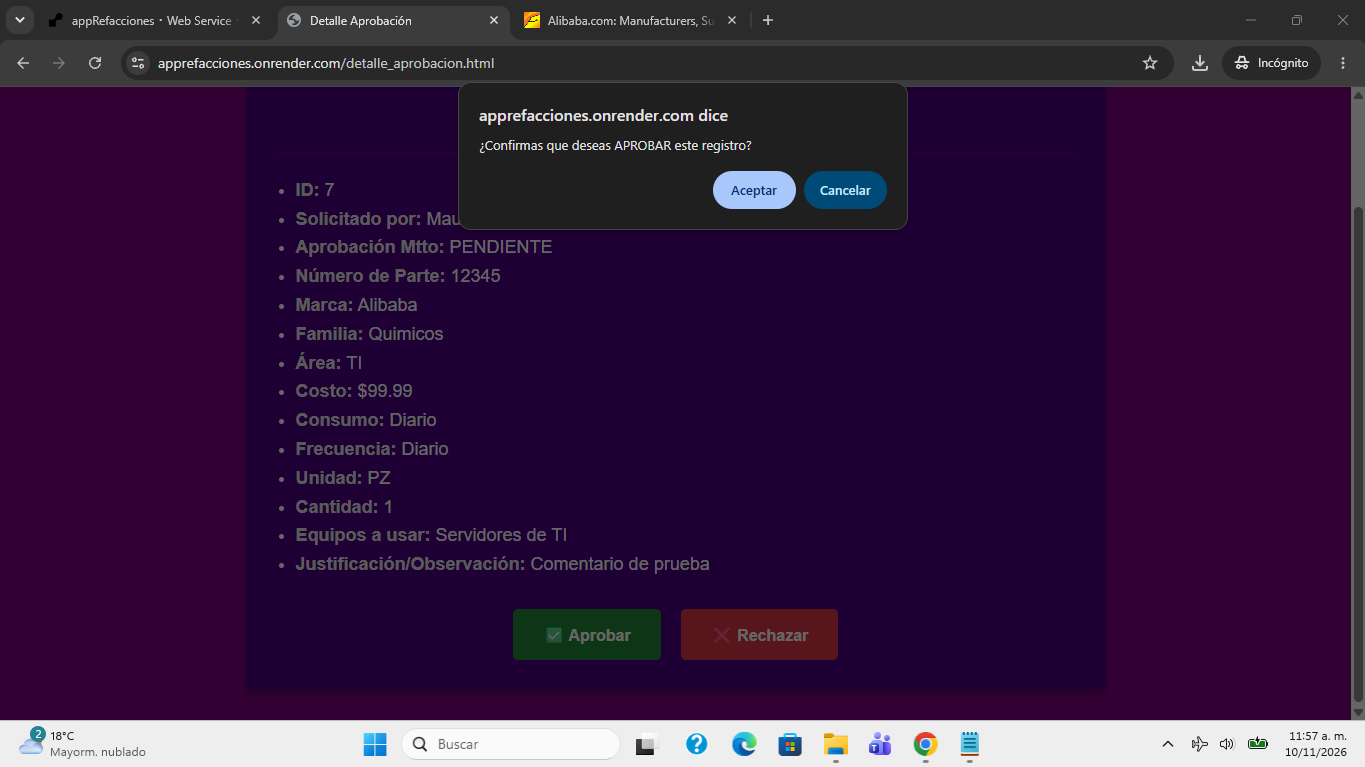 appRefacciones · Web Service
Detalle Aprobación
Alibaba.com: Manufacturers, Su
apprefacciones.onrender.com/detalle_aprobacion.html
Incógnito
apprefacciones.onrender.com dice
¿Confirmas que deseas APROBAR este registro?
Aceptar
Cancelar
ID: 7
Solicitado por: Mau
Aprobación Mtto: PENDIENTE
Número de Parte: 12345
Marca: Alibaba
Familia: Quimicos
Área: TI
Costo: $99.99
Consumo: Diario
Frecuencia: Diario
Unidad: PZ
Cantidad: 1
Equipos a usar: Servidores de TI
Justificación/Observación: Comentario de prueba
Aprobar
Rechazar
2
18°C
Mayorm. nublado
Buscar
11:57 a. m.
10/11/2026